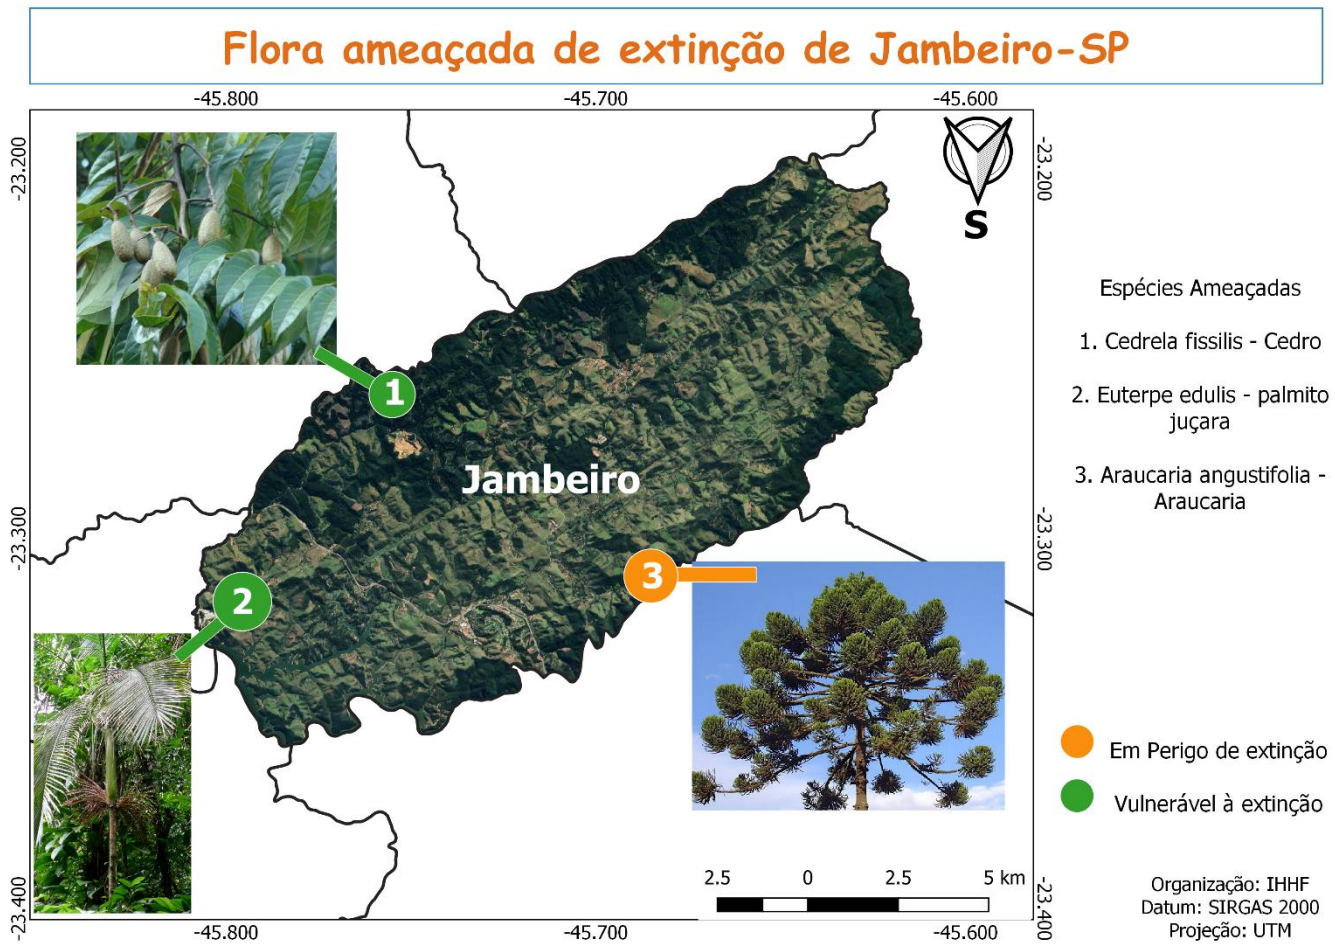 Flora ameaçada de extinção de Jambeiro-SP
-45.800
-45.700
-45.600
-23.200
-23.200
S
Espécies Ameaçadas
1. Cedrela fissilis - Cedro
2. Euterpe edulis - palmito
juçara
3. Araucaria angustifolia -
Araucaria
1
Jambeiro
-23.300
-23.300
2
3
Em Perigo de extinção
Vulnerável à extinção
2.5 0 2.5 5 km
-23.400
-23.400
Organização: IHHF
Datum: SIRGAS 2000
Projeção: UTM
-45.800
-45.700
-45.600